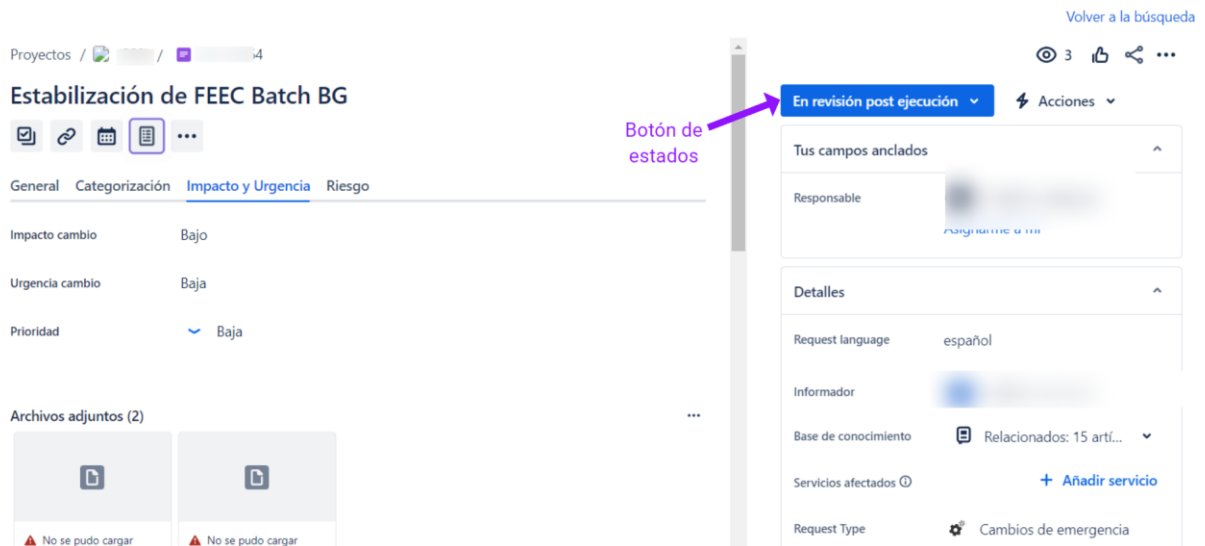 Volver a la búsqueda
Proyectos / / 4
3
Estabilización de FEEC Batch BG
En revisión post ejecución
Acciones
Botón de
estados
General Categorización Impacto y Urgencia Riesgo
Impacto cambio Bajo
Urgencia cambio Baja
Prioridad Baja
Archivos adjuntos (2)
No se pudo cargar
No se pudo cargar
Tus campos anclados
Responsable
Asignarme a mí
Detalles
Request language español
Informador
Base de conocimiento Relacionados: 15 artí...
Servicios afectados + Añadir servicio
Request Type Cambios de emergencia